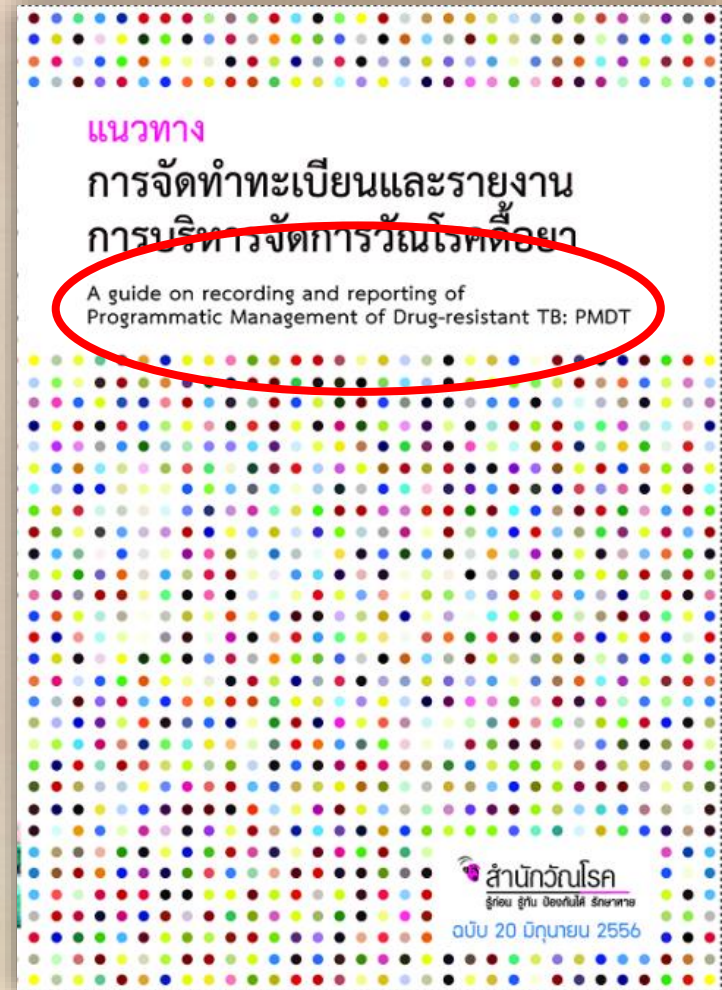 แนวทาง
การจัดทำทะเบียนและรายงาน
การบริหารจัดการวัณโรคดื้อยา
A guide on recording and reporting of
Programmatic Management of Drug-resistant TB: PMDT
สำนักวัณโรค
รู้ก่อน รู้ทัน ป้องกันได้ รักษาหาย
ฉบับ 20 มิถุนายน 2556